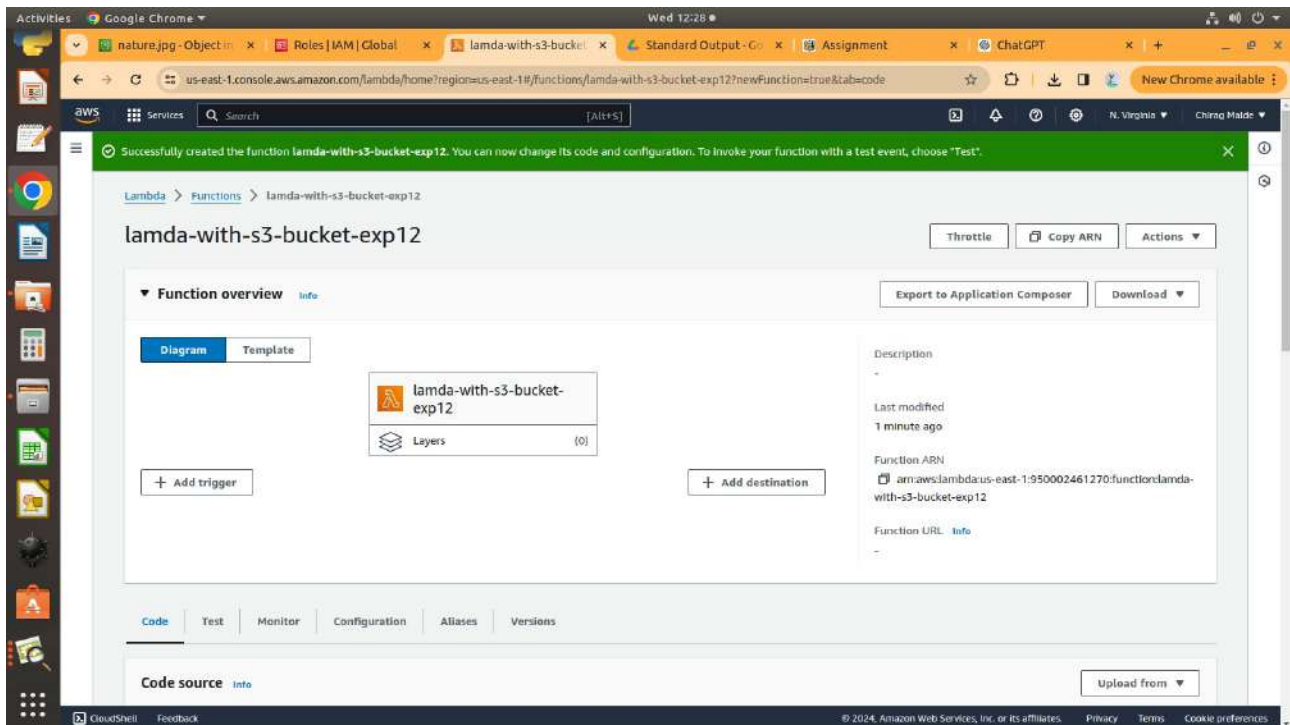 Activities Google Chrome ▾ Wed 12:28 ●
nature.jpg - Object in × Roles | IAM | Global × lamda-with-s3-bucket × Standard Output - Go × Assignment × ChatGPT × +
us-east-1.console.aws.amazon.com/lambda/home?region=us-east-1#/functions/lamda-with-s3-bucket-exp12?newFunction=true&tab=code New Chrome available
aws Services Search [Alt+S] N. Virginia ▼ Chirag Malde ▼
Successfully created the function lamda-with-s3-bucket-exp12. You can now change its code and configuration. To invoke your function with a test event, choose "Test".
Lambda > Functions > lamda-with-s3-bucket-exp12
lamda-with-s3-bucket-exp12
Throttle Copy ARN Actions ▼
▼ Function overview Info
Export to Application Composer Download ▼
Diagram Template
lamda-with-s3-bucket-
exp12
Layers (0)
+ Add trigger
+ Add destination
Description
-
Last modified
1 minute ago
Function ARN
arn:aws:lambda:us-east-1:950002461270:function:lamda-
with-s3-bucket-exp12
Function URL Info
-
Code Test Monitor Configuration Aliases Versions
Code source Info
Upload from ▼
CloudShell Feedback © 2024, Amazon Web Services, Inc. or its affiliates. Privacy Terms Cookie preferences